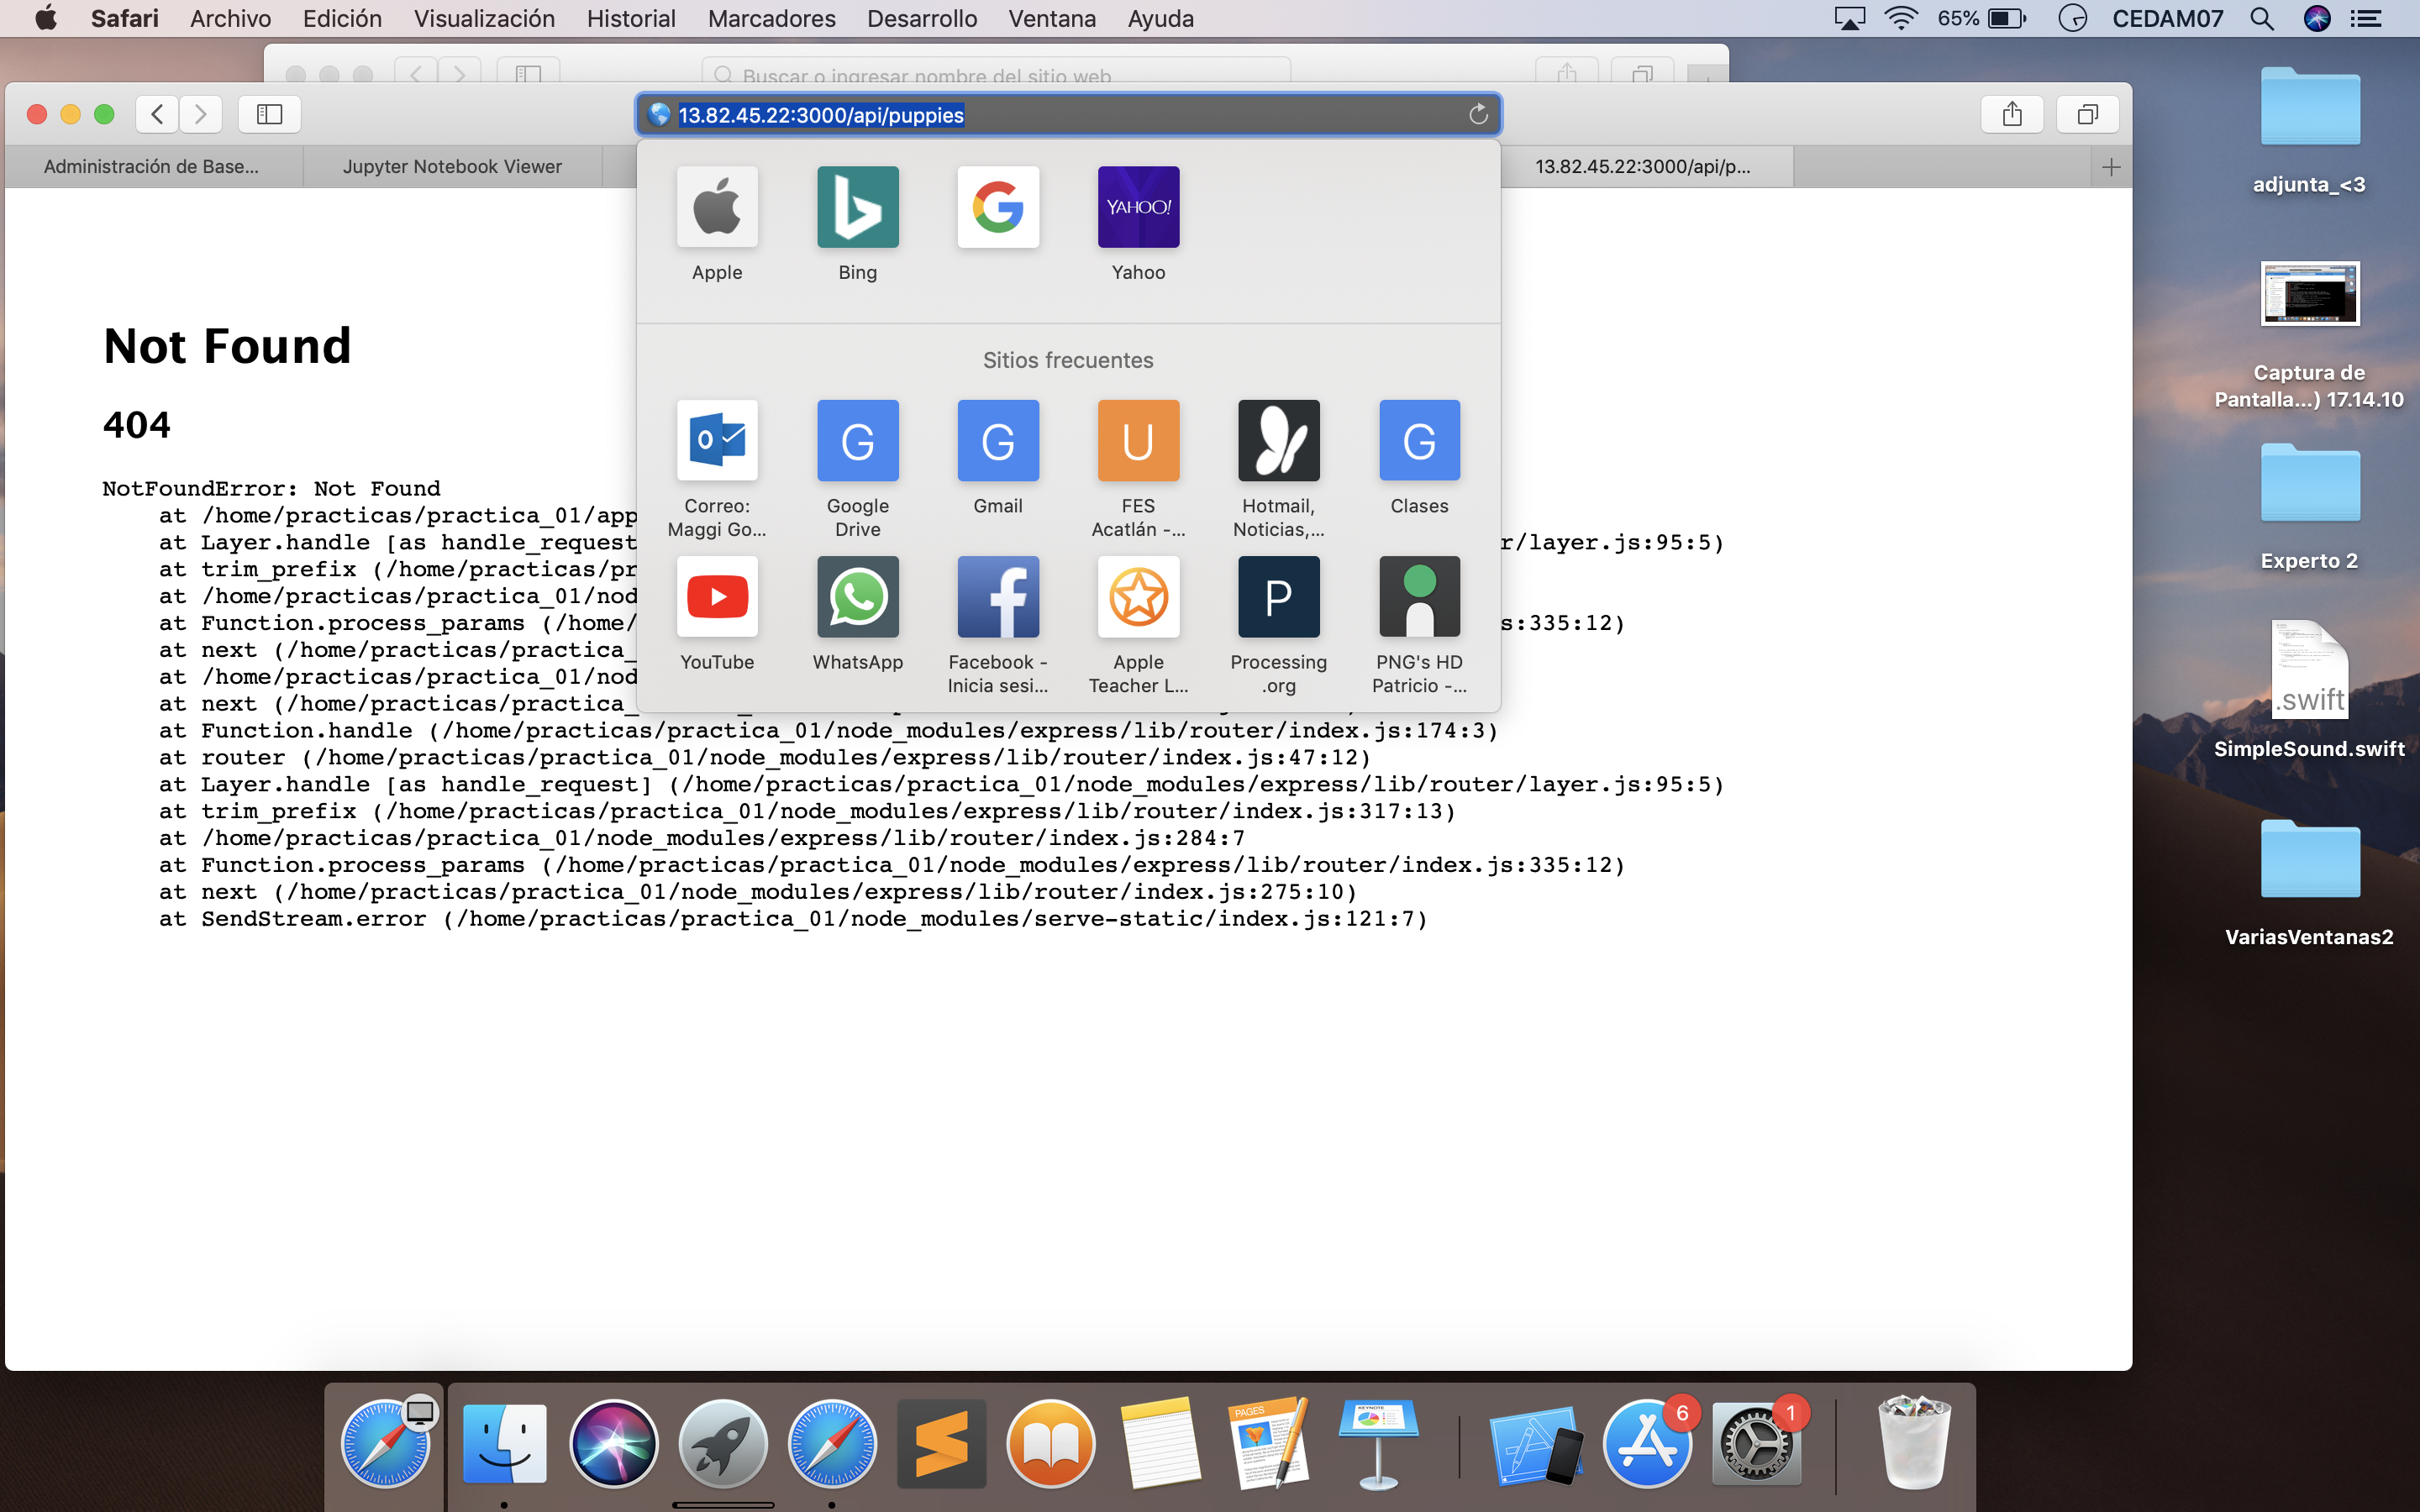 Safari Archivo Edición Visualización Historial Marcadores Desarrollo Ventana Ayuda 65% CEDAM07
Buscar o ingresar nombre del sitio web
13.82.45.22:3000/api/puppies
Administración de Base...
Jupyter Notebook Viewer
13.82.45.22:3000/api/p...
YAHOO!
Apple
Bing
Yahoo
Sitios frecuentes
O
G
G
U
G
Correo:
Maggi Go...
Google
Drive
Gmail
FES
Acatlán -...
Hotmail,
Noticias,...
Clases
P
YouTube
WhatsApp
Facebook -
Inicia sesi...
Apple
Teacher L...
Processing
.org
PNG's HD
Patricio -...
Not Found
404
NotFoundError: Not Found
at /home/practicas/practica_01/app
at Layer.handle [as handle_request r/layer.js:95:5)
at trim_prefix (/home/practicas/pr
at /home/practicas/practica_01/nod
at Function.process_params (/home/ s:335:12)
at next (/home/practicas/practica_
at /home/practicas/practica_01/nod
at next (/home/practicas/practica_
at Function.handle (/home/practicas/practica_01/node_modules/express/lib/router/index.js:174:3)
at router (/home/practicas/practica_01/node_modules/express/lib/router/index.js:47:12)
at Layer.handle [as handle_request] (/home/practicas/practica_01/node_modules/express/lib/router/layer.js:95:5)
at trim_prefix (/home/practicas/practica_01/node_modules/express/lib/router/index.js:317:13)
at /home/practicas/practica_01/node_modules/express/lib/router/index.js:284:7
at Function.process_params (/home/practicas/practica_01/node_modules/express/lib/router/index.js:335:12)
at next (/home/practicas/practica_01/node_modules/express/lib/router/index.js:275:10)
at SendStream.error (/home/practicas/practica_01/node_modules/serve-static/index.js:121:7)
adjunta_<3
Captura de
Pantalla...) 17.14.10
Experto 2
.swift
SimpleSound.swift
VariasVentanas2
PAGES
KEYNOTE
6
1